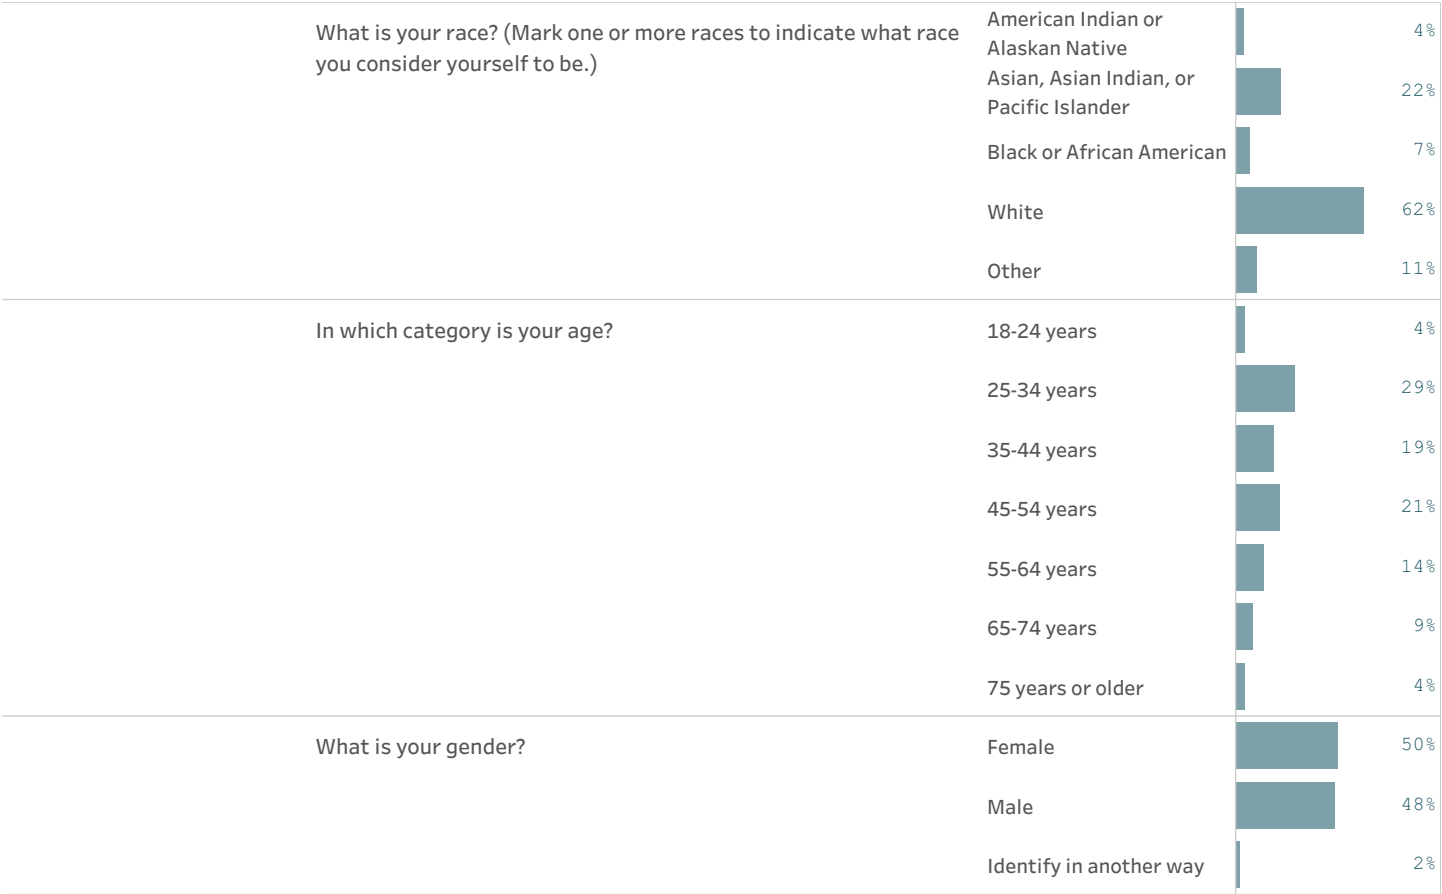 What is your race? (Mark one or more races to indicate what race
you consider yourself to be.)
American Indian or
Alaskan Native
4%
Asian, Asian Indian, or
Pacific Islander
22%
Black or African American
7%
White
62%
Other
11%
In which category is your age?
18-24 years
4%
25-34 years
29%
35-44 years
19%
45-54 years
21%
55-64 years
14%
65-74 years
9%
75 years or older
4%
What is your gender?
Female
50%
Male
48%
Identify in another way
2%